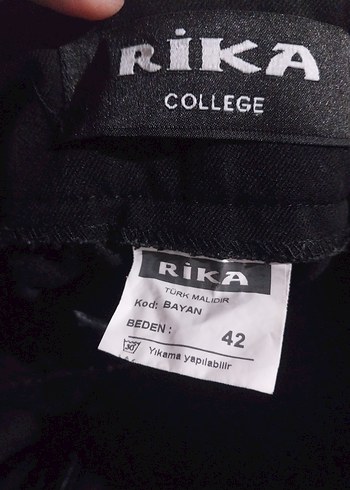 RİKA
COLLEGE
RİKA
TÜRK MALIDIR
Kod: BAYAN
BEDEN : 42
30 Yıkama yapılabilir